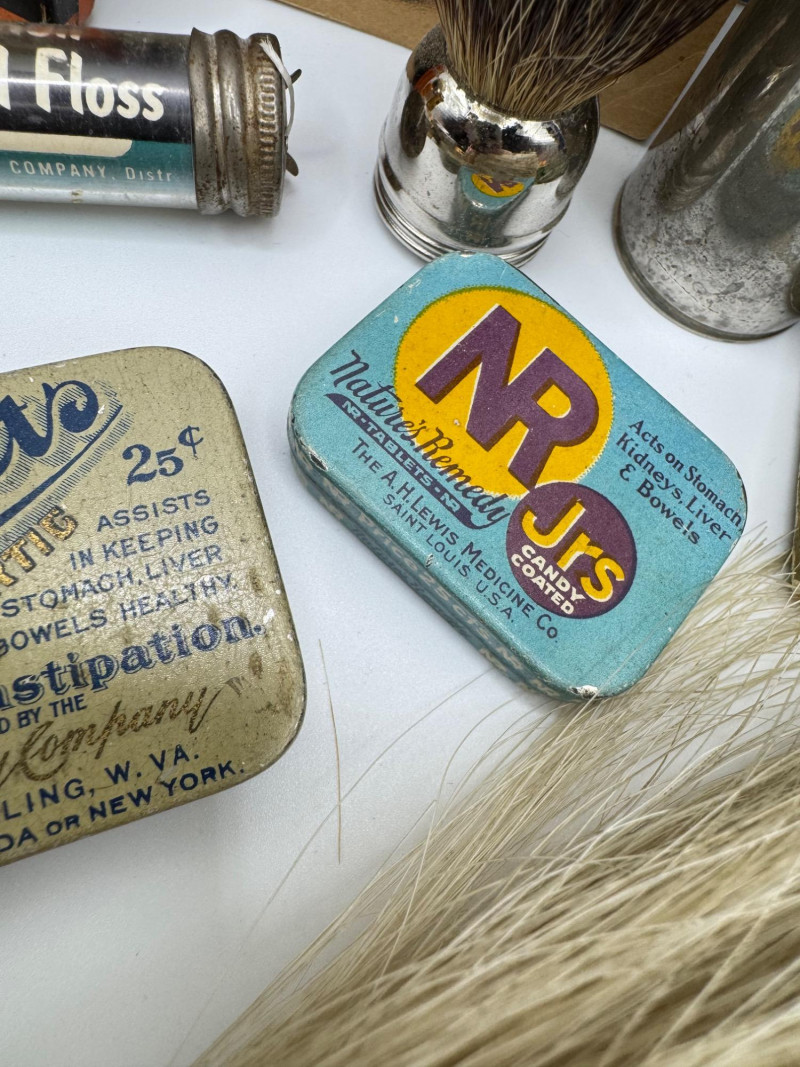 Floss
COMPANY, Distr
25¢
ASSISTS
IN KEEPING
STOMACH, LIVER
BOWELS HEALTHY.
BY THE
Company
LING, W. VA.
OR NEW YORK.
NR
Nature's Remedy
NR-TABLETS-NR
THE A.H. LEWIS MEDICINE CO.
SAINT LOUIS, U.S.A.
Jrs
CANDY
COATED
Acts on Stomach,
Kidneys, Liver
& Bowels